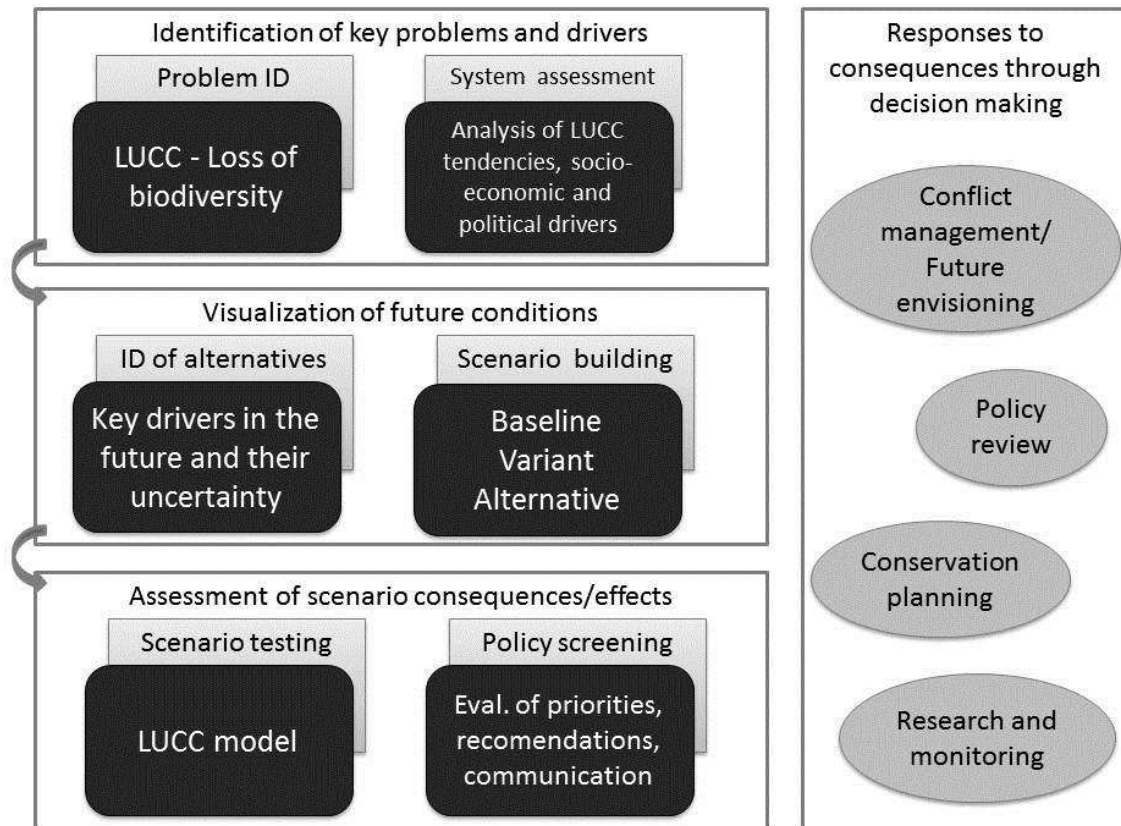 Identification of key problems and drivers
Problem ID
LUCC - Loss of
biodiversity
System assessment
Analysis of LUCC
tendencies, socio-
economic and
political drivers
Visualization of future conditions
ID of alternatives
Key drivers in the
future and their
uncertainty
Scenario building
Baseline
Variant
Alternative
Assessment of scenario consequences/effects
Scenario testing
LUCC model
Policy screening
Eval. of priorities,
recomendations,
communication
Responses to
consequences through
decision making
Conflict
management/
Future
envisioning
Policy
review
Conservation
planning
Research and
monitoring